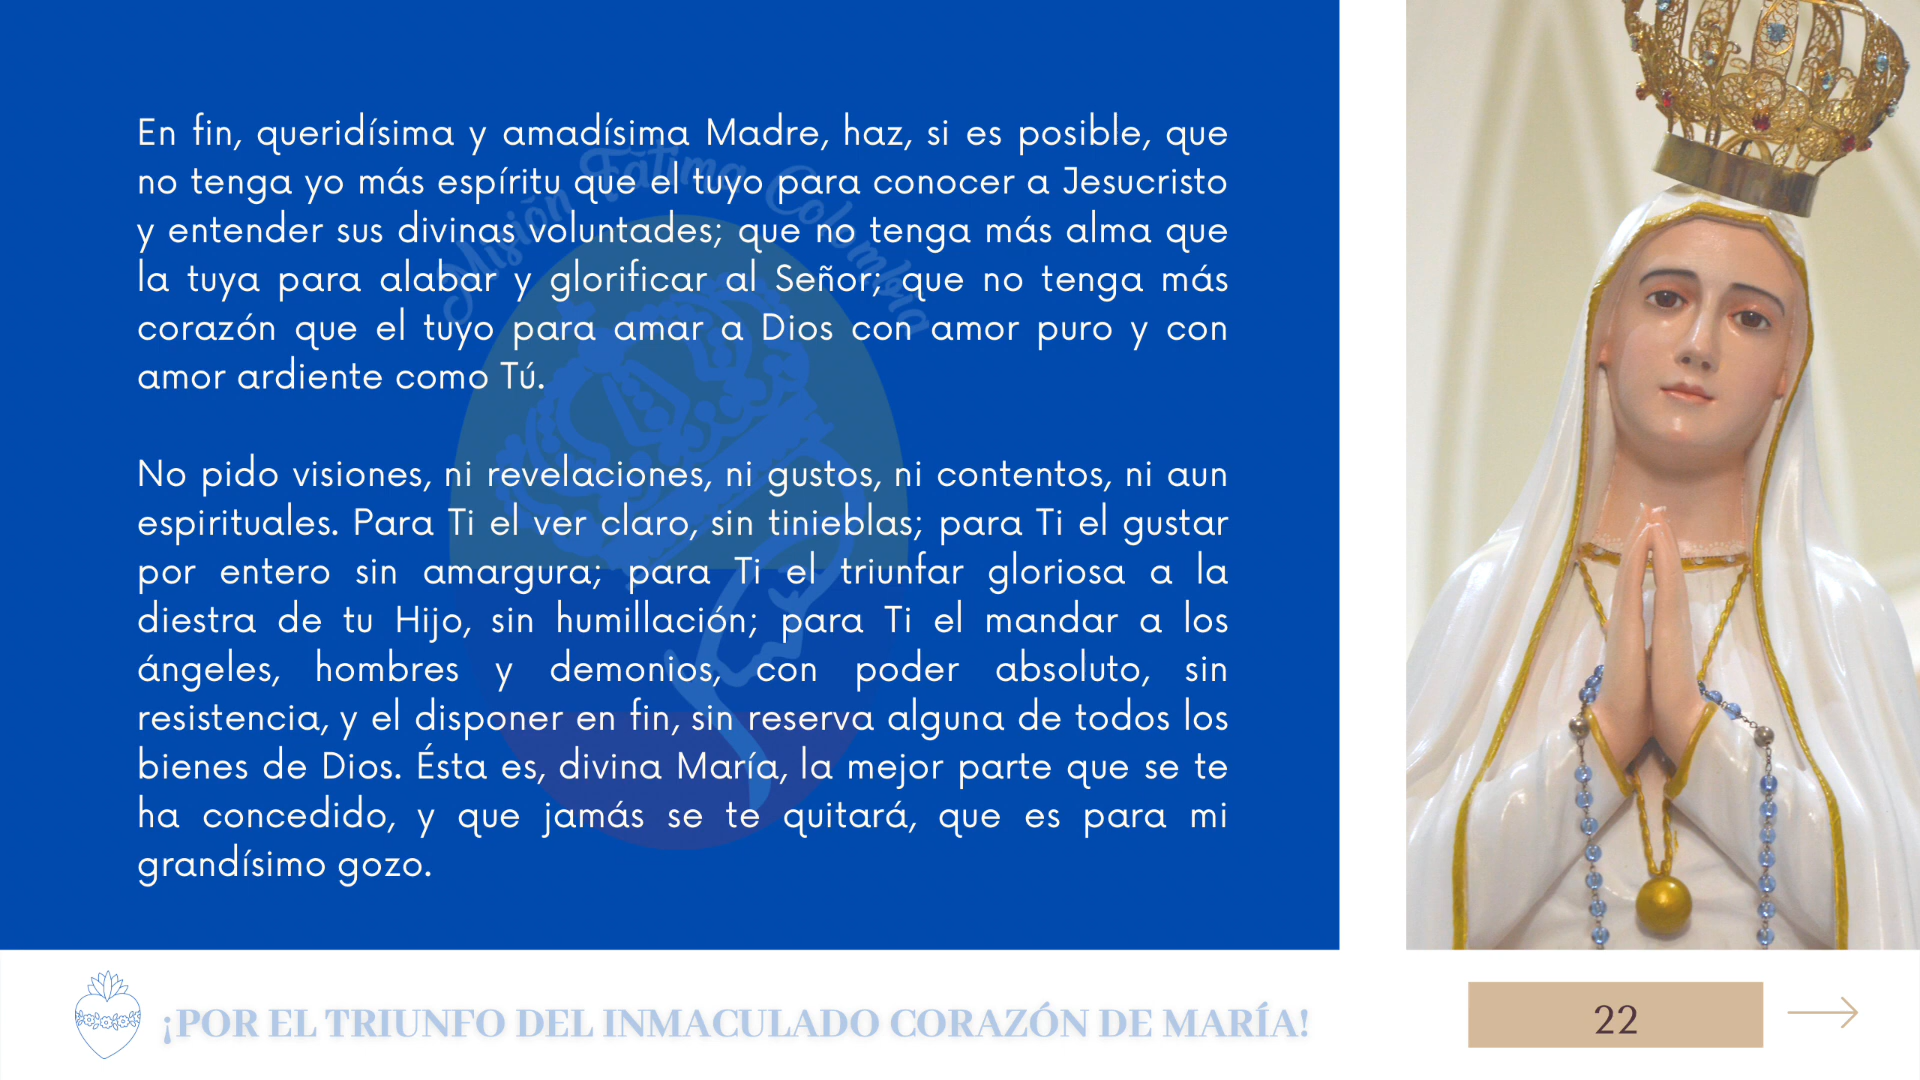 Misión Fátima Colombia
En fin, queridísima y amadísima Madre, haz, si es posible, que
no tenga yo más espíritu que el tuyo para conocer a Jesucristo
y entender sus divinas voluntades; que no tenga más alma que
la tuya para alabar y glorificar al Señor; que no tenga más
corazón que el tuyo para amar a Dios con amor puro y con
amor ardiente como Tú.
No pido visiones, ni revelaciones, ni gustos, ni contentos, ni aun
espirituales. Para Ti el ver claro, sin tinieblas; para Ti el gustar
por entero sin amargura; para Ti el triunfar gloriosa a la
diestra de tu Hijo, sin humillación; para Ti el mandar a los
ángeles, hombres y demonios, con poder absoluto, sin
resistencia, y el disponer en fin, sin reserva alguna de todos los
bienes de Dios. Ésta es, divina María, la mejor parte que se te
ha concedido, y que jamás se te quitará, que es para mi
grandísimo gozo.
¡POR EL TRIUNFO DEL INMACULADO CORAZÓN DE MARÍA!
22